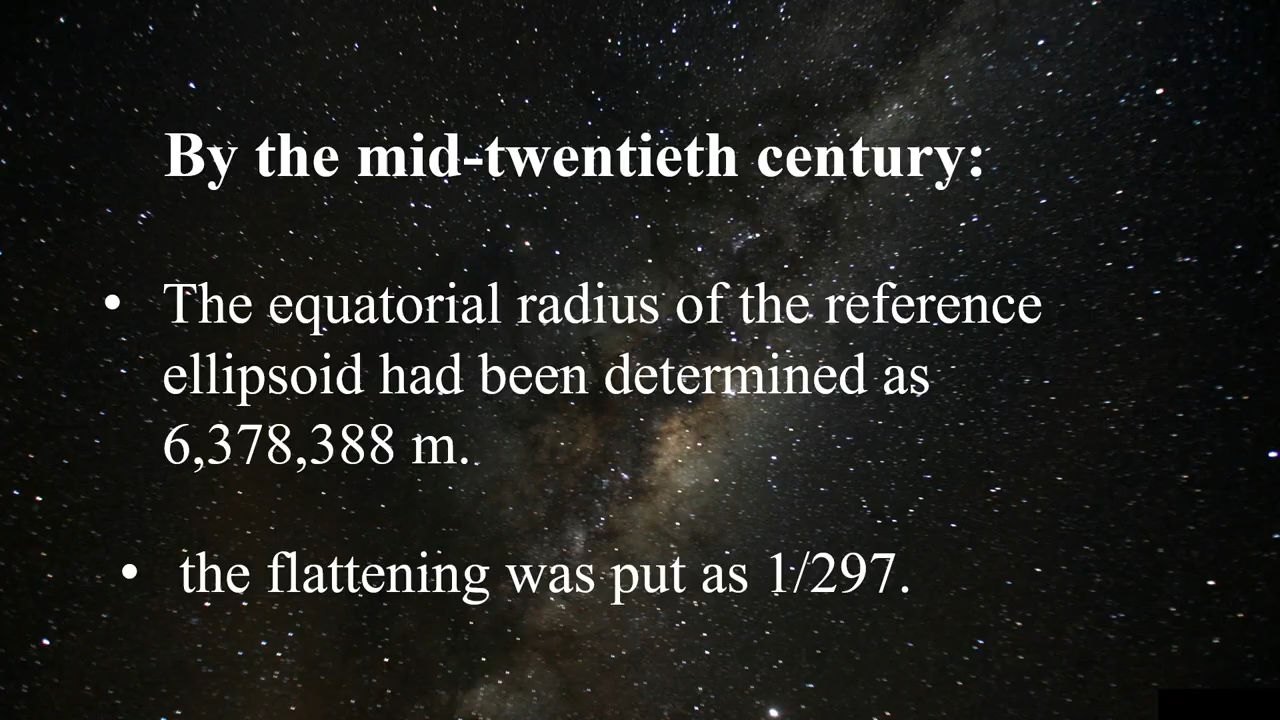 By the mid-twentieth century:
• The equatorial radius of the reference
ellipsoid had been determined as
6,378,388 m.
• the flattening was put as 1/297.